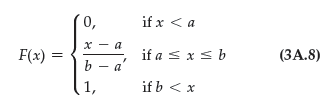 0, if x < a
F(x) = { x − a / b − a, if a ≤ x ≤ b (3A.8)
1, if b < x